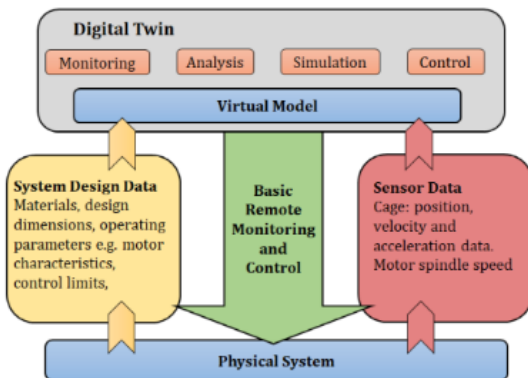 Digital Twin
Monitoring
Analysis
Simulation
Control
Virtual Model
System Design Data
Materials, design
dimensions, operating
parameters e.g. motor
characteristics,
control limits,
Basic
Remote
Monitoring
and
Control
Sensor Data
Cage: position,
velocity and
acceleration data.
Motor spindle speed
Physical System